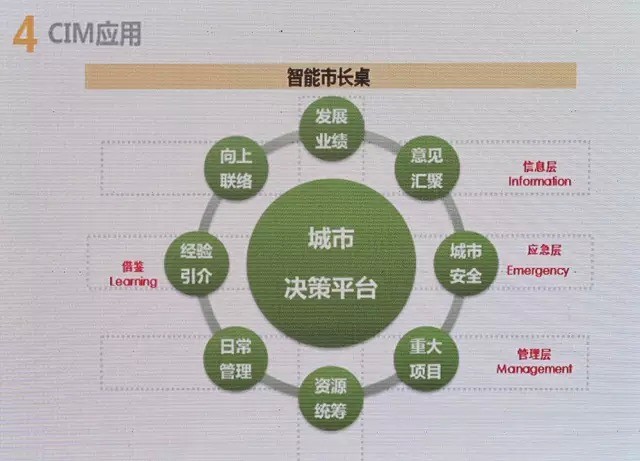 4 CIM应用
智能市长桌
发展
业绩
向上
联络
意见
汇聚
信息层
Information
经验
引介
借鉴
Learning
城市
决策平台
城市
安全
应急层
Emergency
日常
管理
重大
项目
管理层
Management
资源
统筹